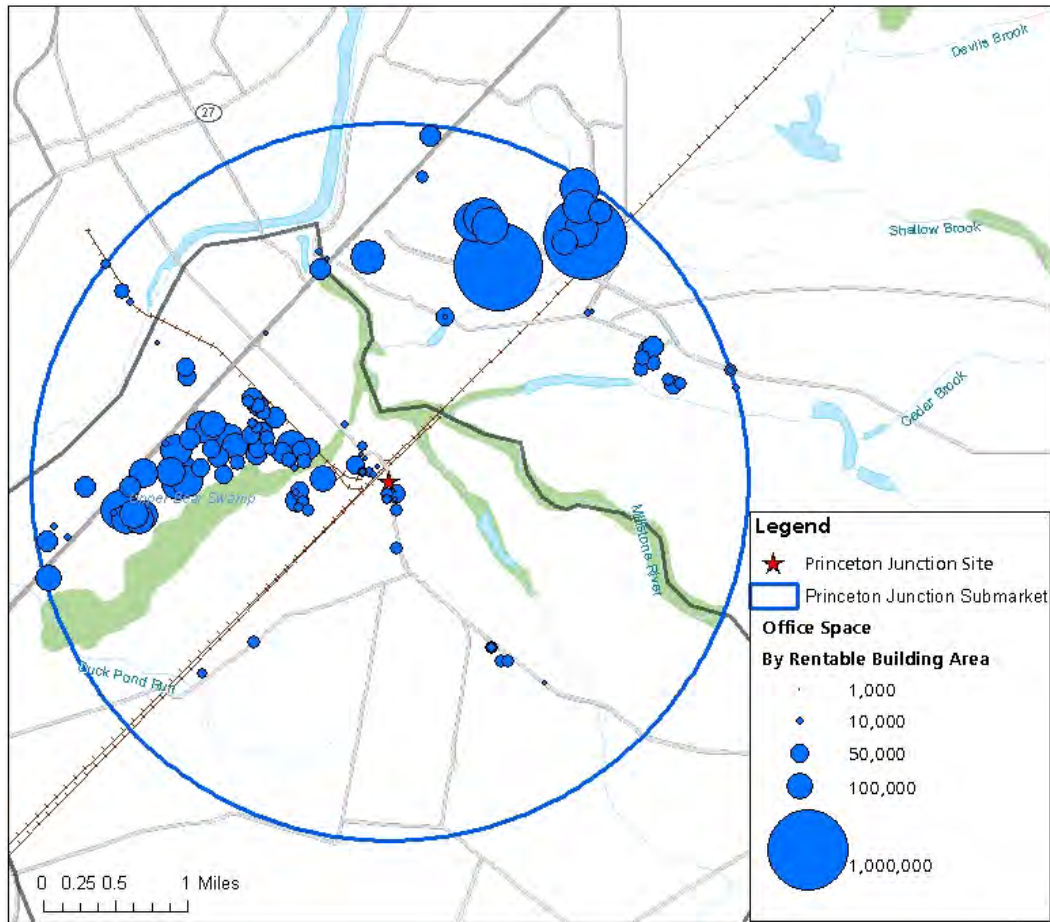 27
Devils Brook
Shallow Brook
Cedar Brook
Upper Bear Swamp
Millstone River
Duck Pond Run
Legend
Princeton Junction Site
Princeton Junction Submarket
Office Space
By Rentable Building Area
1,000
10,000
50,000
100,000
1,000,000
0 0.25 0.5 1 Miles